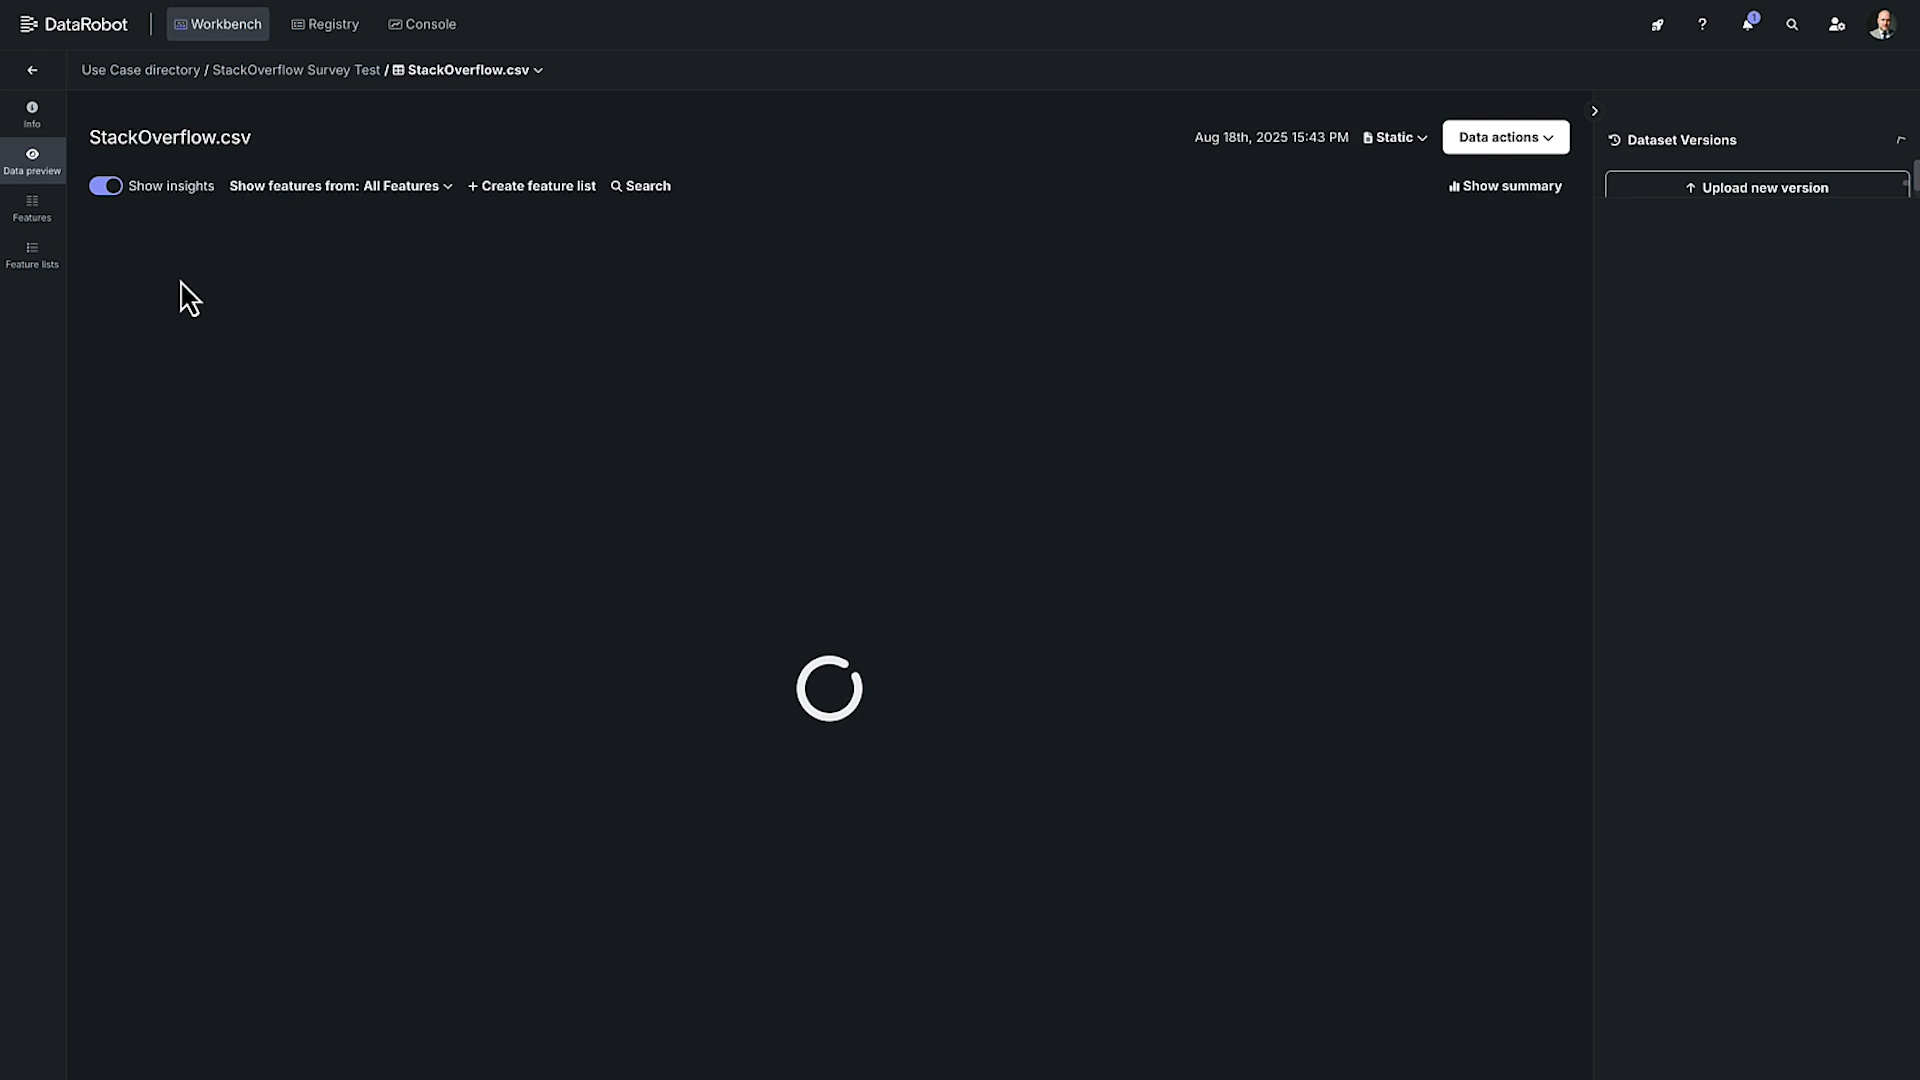 DataRobot
Workbench
Registry
Console
?
1
Use Case directory / StackOverflow Survey Test / StackOverflow.csv
Info
Data preview
Features
Feature lists
StackOverflow.csv
Aug 18th, 2025 15:43 PM
Static
Data actions
Show insights
Show features from: All Features
+ Create feature list
Search
Show summary
Dataset Versions
Upload new version